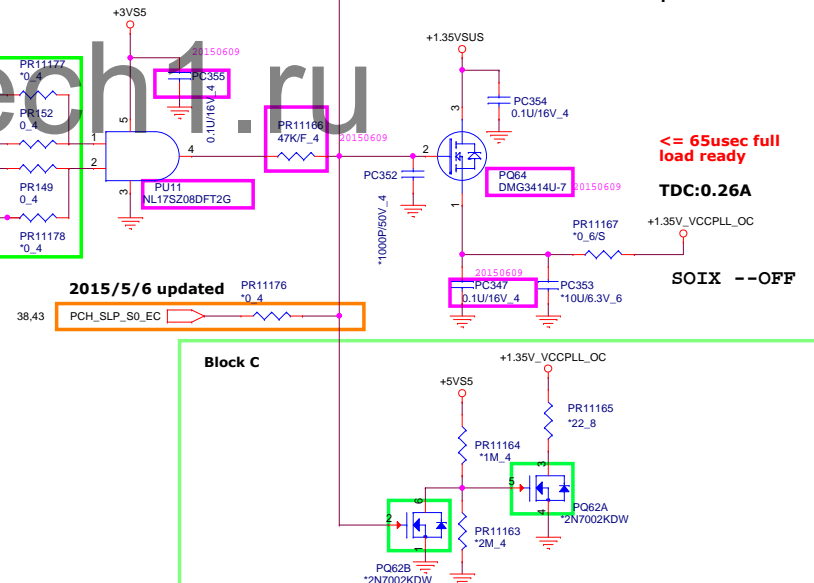 +3VS5
20150609
PR11177
*0_4
PC355
0.1U/16V_4
ech1.ru
PR152
0_4
5
1
2
4
3
PU11
NL17SZ08DFT2G
PR149
0_4
PR11178
*0_4
PR11166
47K/F_4
20150609
PC352
*1000P/50V_4
+1.35VSUS
3
PC354
0.1U/16V_4
2
PQ64
DMG3414U-7
20150609
1
<= 65usec full
load ready
TDC:0.26A
PR11167
*0_6/S
+1.35V_VCCPLL_OC
20150609
PC347
0.1U/16V_4
PC353
*10U/6.3V_6
SOIX --OFF
2015/5/6 updated
PR11176
*0_4
38,43
PCH_SLP_S0_EC
Block C
+5VS5
+1.35V_VCCPLL_OC
PR11165
*22_8
PR11164
*1M_4
3
5
4
PQ62A
*2N7002KDW
6
2
1
PR11163
*2M_4
PQ62B
*2N7002KDW